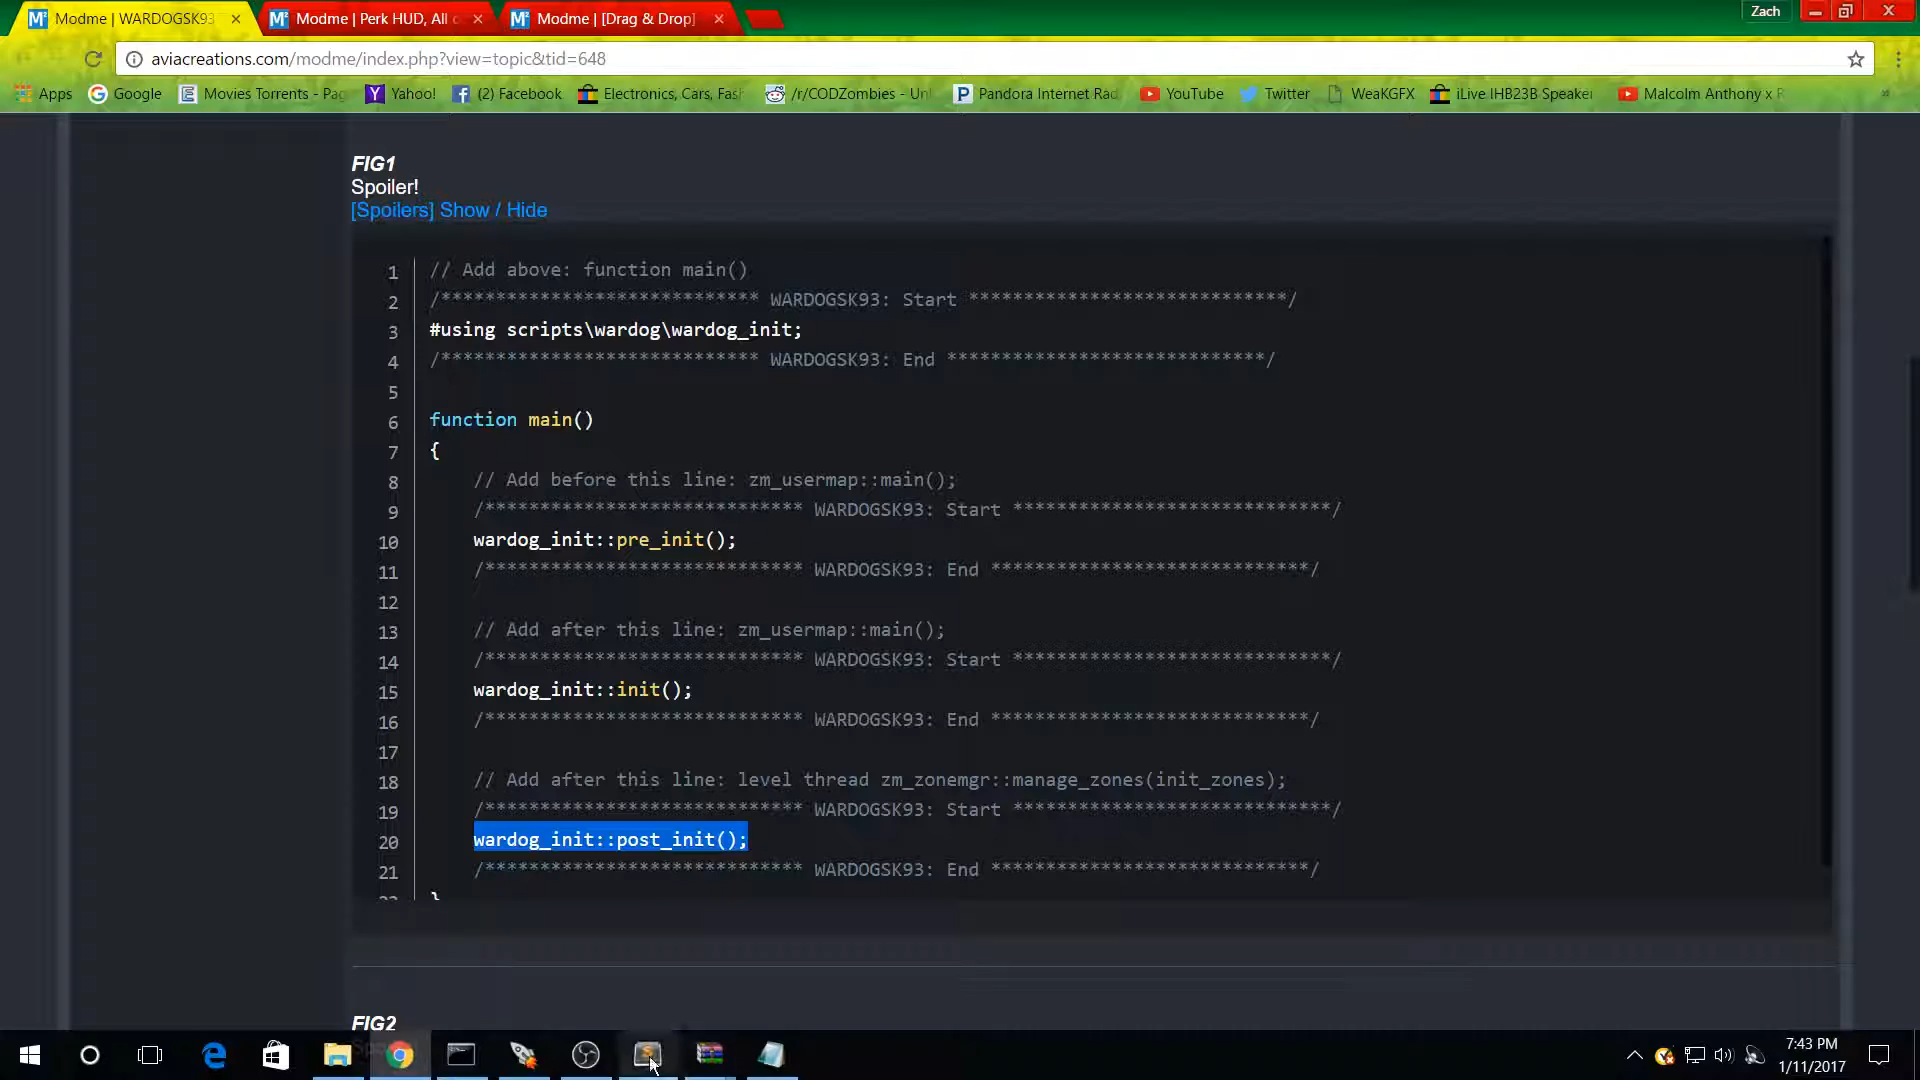 Modme | WARDOGSK93
Modme | Perk HUD, All
Modme | [Drag & Drop]
Zach
aviacreations.com/modme/index.php?view=topic&tid=648
Apps
Google
Movies Torrents - Pag
Yahoo!
(2) Facebook
Electronics, Cars, Fash
/r/CODZombies - Unl
Pandora Internet Rad
YouTube
Twitter
WeaKGFX
iLive IHB23B Speaker
Malcolm Anthony x
FIG1
Spoiler!
[Spoilers] Show / Hide
1 // Add above: function main()
2 /***************************** WARDOGSK93: Start *****************************/
3 #using scripts\wardog\wardog_init;
4 /***************************** WARDOGSK93: End *****************************/
5
6 function main()
7 {
8 // Add before this line: zm_usermap::main();
9 /***************************** WARDOGSK93: Start *****************************/
10 wardog_init::pre_init();
11 /***************************** WARDOGSK93: End *****************************/
12
13 // Add after this line: zm_usermap::main();
14 /***************************** WARDOGSK93: Start *****************************/
15 wardog_init::init();
16 /***************************** WARDOGSK93: End *****************************/
17
18 // Add after this line: level thread zm_zonemgr::manage_zones(init_zones);
19 /***************************** WARDOGSK93: Start *****************************/
20 wardog_init::post_init();
21 /***************************** WARDOGSK93: End *****************************/
}
FIG2
7:43 PM
1/11/2017